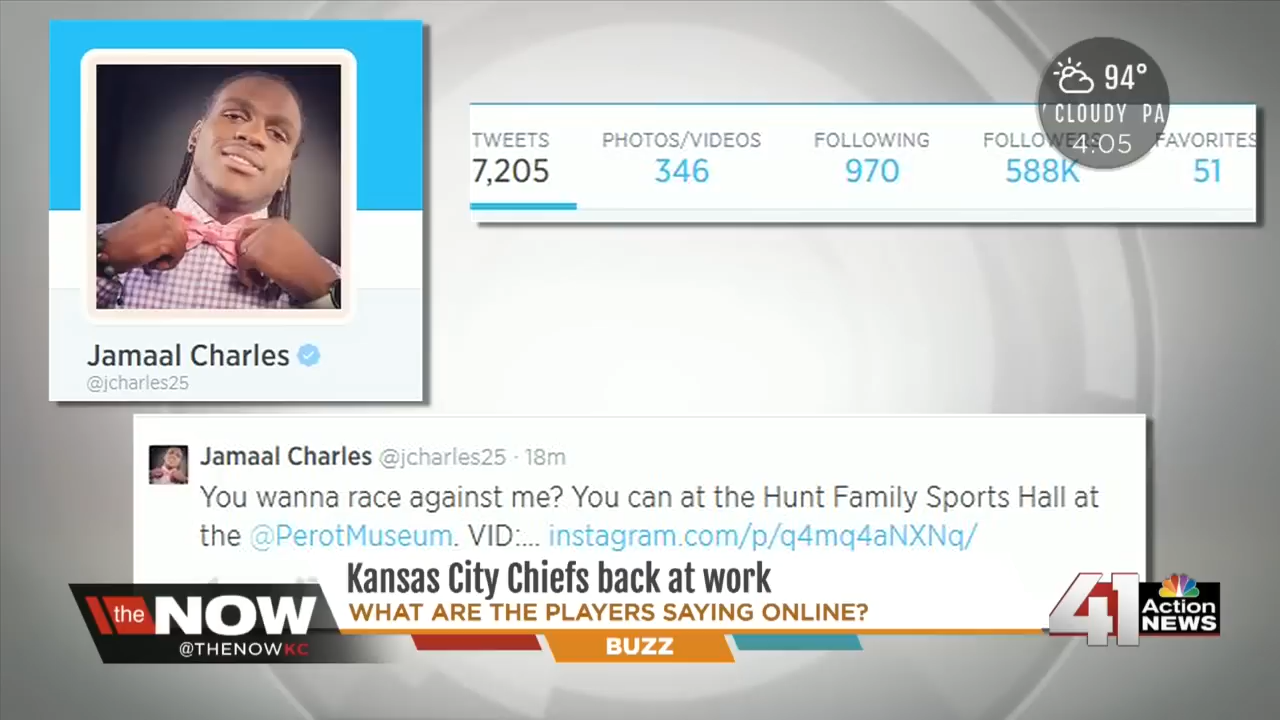 94°
CLOUDY PA
4:05
TWEETS PHOTOS/VIDEOS FOLLOWING FOLLOWERS FAVORITES
7,205 346 970 588K 51
Jamaal Charles
@jcharles25
Jamaal Charles @jcharles25 · 18m
You wanna race against me? You can at the Hunt Family Sports Hall at
the @PerotMuseum. VID:... instagram.com/p/q4mq4aNXNq/
Kansas City Chiefs back at work
WHAT ARE THE PLAYERS SAYING ONLINE?
the NOW
@THENOWKC
BUZZ
41 Action
NEWS